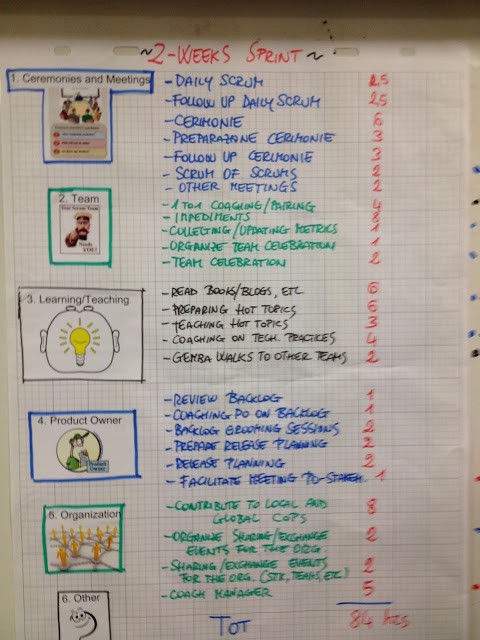 ~2-WEEKS SPRINT~
1. Ceremonies and Meetings
- DAILY SCRUM 2,5
- FOLLOW UP DAILY SCRUM 2,5
- CERIMONIE 6
- PREPARAZONE CERIMONIE 3
- FOLLOW UP CERIMONIE 3
- SCRUM OF SCRUMS 2
- OTHER MEETINGS 2
2. Team
Needs
YOU!
- 1 TO 1 COACHING/PAIRING 4
- IMPEDIMENTS 8
- COLLECTING/UPDATING METRICS 1
- ORGANIZE TEAM CELEBRATION 1
- TEAM CELEBRATION 2
3. Learning/Teaching
- READ BOOKS/BLOGS, ETC 6
- PREPARING HOT TOPICS 6
- TEACHING HOT TOPICS 3
- COACHING ON TECH. PRACTICES 4
- GEMBA WALKS TO OTHER TEAMS 2
4. Product Owner
Product
Owner
- REVIEW BACKLOG 1
- COACHING PO ON BACKLOG 1
- BACKLOG GROOMING SESSIONS 2
- PREPARE RELEASE PLANNING 2
- RELEASE PLANNING 2
- FACILITATE MEETING PO-STAKEH. 1
5. Organization
- CONTRIBUTE TO LOCAL AND
GLOBAL COPS 8
- ORGANIZE SHARING/EXCHANGE
EVENTS FOR THE ORG. 2
- SHARING/EXCHANGE EVENTS
FOR THE ORG. (STK, TEAMS, ETC) 2
- COACH MANAGER 5
6. Other
TOT 84 HRS